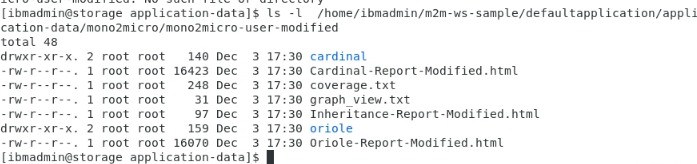 icro user modified: No such file or directory
[ibmadmin@storage application-data]$ ls -l  /home/ibmadmin/m2m-ws-sample/defaultapplication/appli
cation-data/mono2micro/mono2micro-user-modified
total 48
drwxr-xr-x. 2 root root   140 Dec  3 17:30 cardinal
-rw-r--r--. 1 root root 16423 Dec  3 17:30 Cardinal-Report-Modified.html
-rw-r--r--. 1 root root   248 Dec  3 17:30 coverage.txt
-rw-r--r--. 1 root root    31 Dec  3 17:30 graph_view.txt
-rw-r--r--. 1 root root    97 Dec  3 17:30 Inheritance-Report-Modified.html
drwxr-xr-x. 2 root root   159 Dec  3 17:30 oriole
-rw-r--r--. 1 root root 16070 Dec  3 17:30 Oriole-Report-Modified.html
[ibmadmin@storage application-data]$